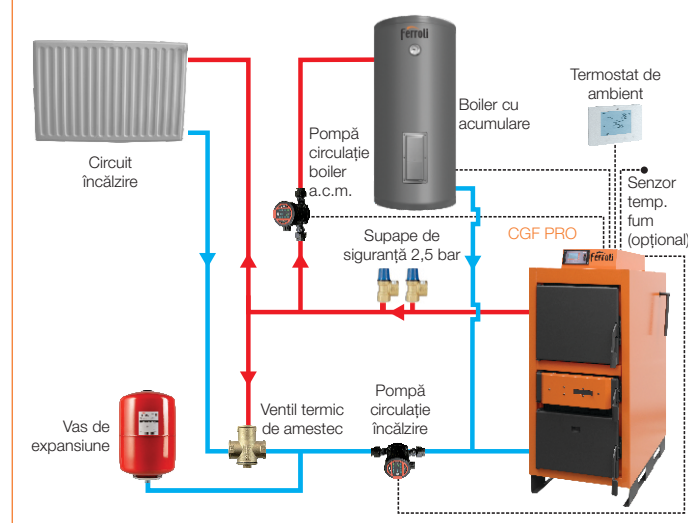 ferroli
Termostat de
ambient
Boiler cu
acumulare
Pompă
circulație
boiler
a.c.m.
Circuit
încălzire
Senzor
temp.
fum
(opțional)
CGF PRO
Supape de
siguranță 2,5 bar
Ferroli
Pompă
circulație
încălzire
Ventil termic
de amestec
Vas de
expansiune